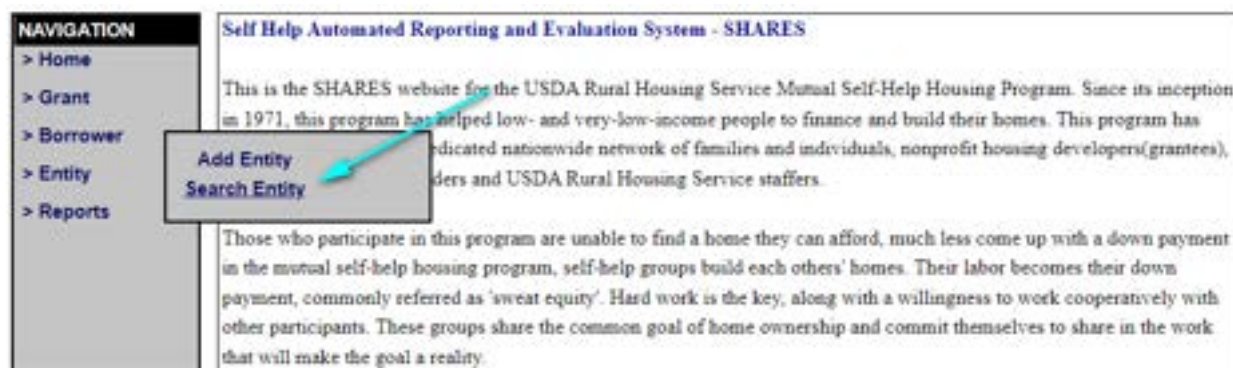 NAVIGATION
> Home
> Grant
> Borrower
> Entity
> Reports
Add Entity
Search Entity
Self Help Automated Reporting and Evaluation System - SHARES
This is the SHARES website for the USDA Rural Housing Service Mutual Self-Help Housing Program. Since its inception
in 1971, this program has helped low- and very-low-income people to finance and build their homes. This program has
edicated nationwide network of families and individuals, nonprofit housing developers(grantees),
ders and USDA Rural Housing Service staffers.
Those who participate in this program are unable to find a home they can afford, much less come up with a down payment
in the mutual self-help housing program, self-help groups build each others' homes. Their labor becomes their down
payment, commonly referred as 'sweat equity'. Hard work is the key, along with a willingness to work cooperatively with
other participants. These groups share the common goal of home ownership and commit themselves to share in the work
that will make the goal a reality.